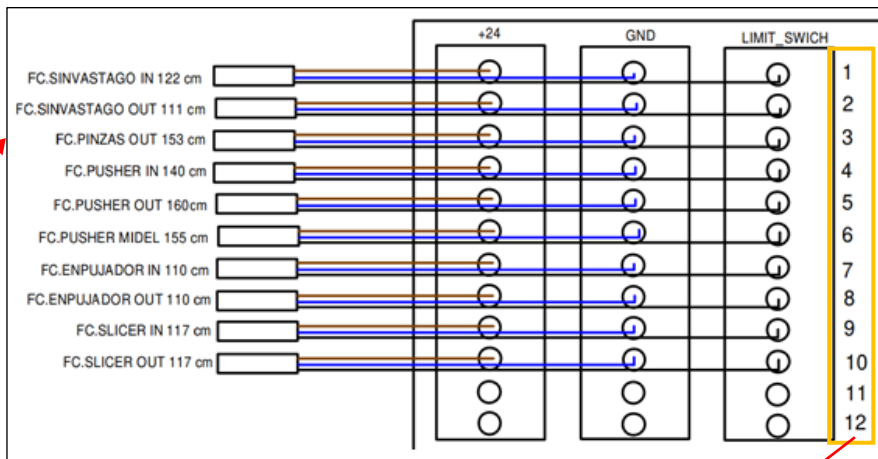 +24 GND LIMIT_SWICH
FC.SINVASTAGO IN 122 cm 1
FC.SINVASTAGO OUT 111 cm 2
FC.PINZAS OUT 153 cm 3
FC.PUSHER IN 140 cm 4
FC.PUSHER OUT 160cm 5
FC.PUSHER MIDEL 155 cm 6
FC.ENPUJADOR IN 110 cm 7
FC.ENPUJADOR OUT 110 cm 8
FC.SLICER IN 117 cm 9
FC.SLICER OUT 117 cm 10
11
12